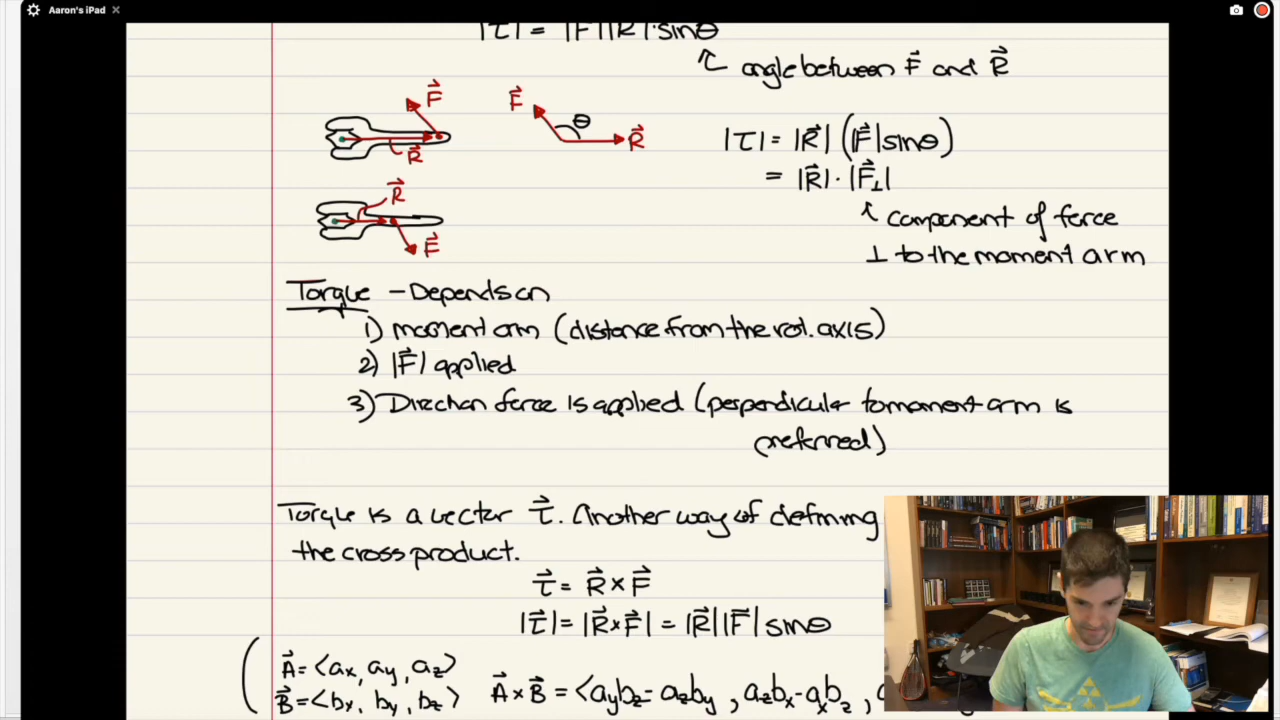 Aaron's iPad ×
|τ| = |F||R|·sinθ
angle between F⃗ and R⃗
F⃗
R⃗
F⃗ θ R⃗
|τ| = |R⃗| (|F⃗|sinθ)
= |R⃗|·|F⃗⊥|
R⃗
F⃗
component of force
⊥ to the moment arm
Torque – Depends on
1) moment arm (distance from the rot. axis)
2) |F⃗| applied
3) Direction force is applied (perpendicular to moment arm is
preferred)
Torque is a vector τ⃗. Another way of defining
the cross product.
τ⃗ = R⃗ × F⃗
|τ⃗| = |R⃗×F⃗| = |R⃗||F⃗| sinθ
A⃗ = <ax, ay, az>
B⃗ = <bx, by, bz> A⃗ × B⃗ = <aybz - azby, azbx - axbz,